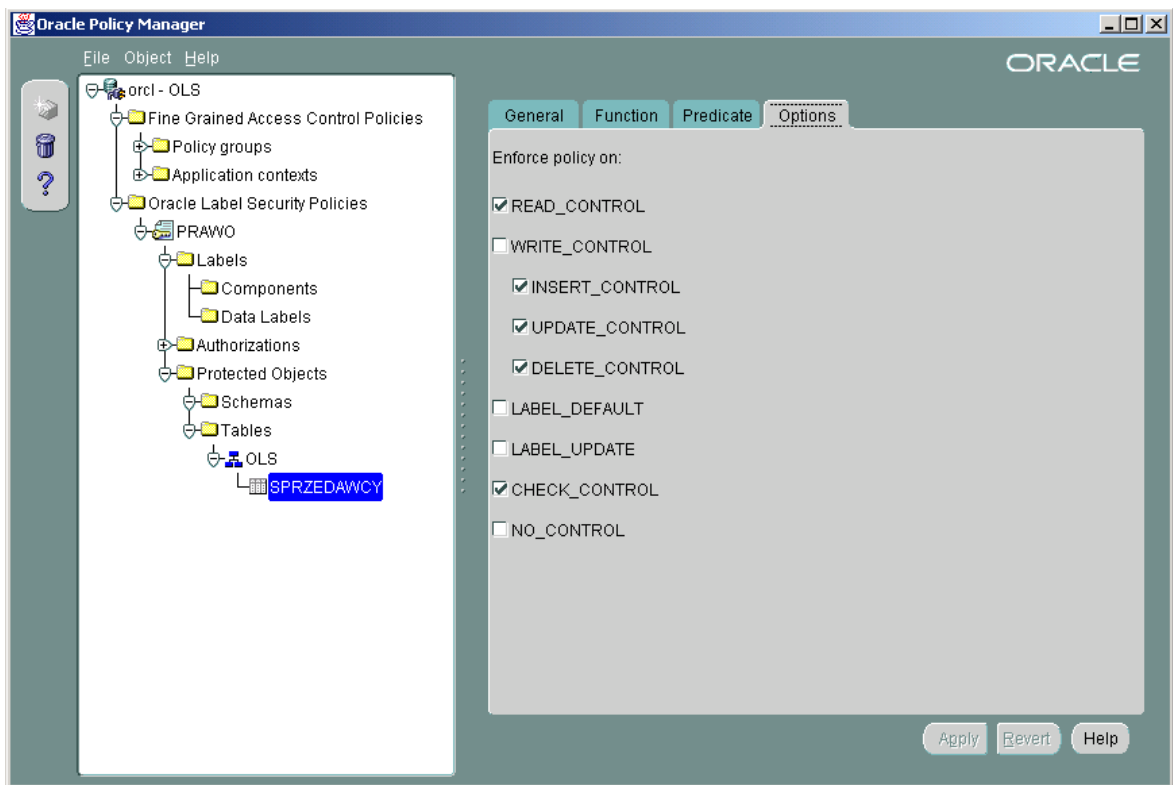 Oracle Policy Manager
File Object Help
ORACLE
orcl - OLS
Fine Grained Access Control Policies
Policy groups
Application contexts
Oracle Label Security Policies
PRAWO
Labels
Components
Data Labels
Authorizations
Protected Objects
Schemas
Tables
OLS
SPRZEDAWCY
General Function Predicate Options
Enforce policy on:
READ_CONTROL
WRITE_CONTROL
INSERT_CONTROL
UPDATE_CONTROL
DELETE_CONTROL
LABEL_DEFAULT
LABEL_UPDATE
CHECK_CONTROL
NO_CONTROL
Apply Revert Help